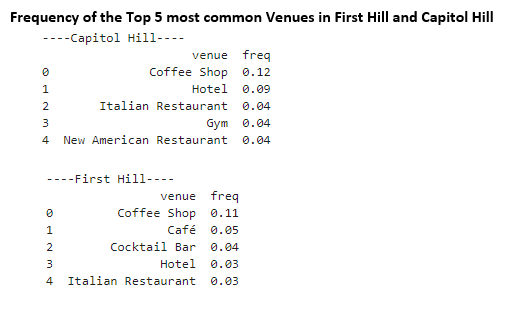 Frequency of the Top 5 most common Venues in First Hill and Capitol Hill
----Capitol Hill----
venue freq
0 Coffee Shop 0.12
1 Hotel 0.09
2 Italian Restaurant 0.04
3 Gym 0.04
4 New American Restaurant 0.04
----First Hill----
venue freq
0 Coffee Shop 0.11
1 Café 0.05
2 Cocktail Bar 0.04
3 Hotel 0.03
4 Italian Restaurant 0.03